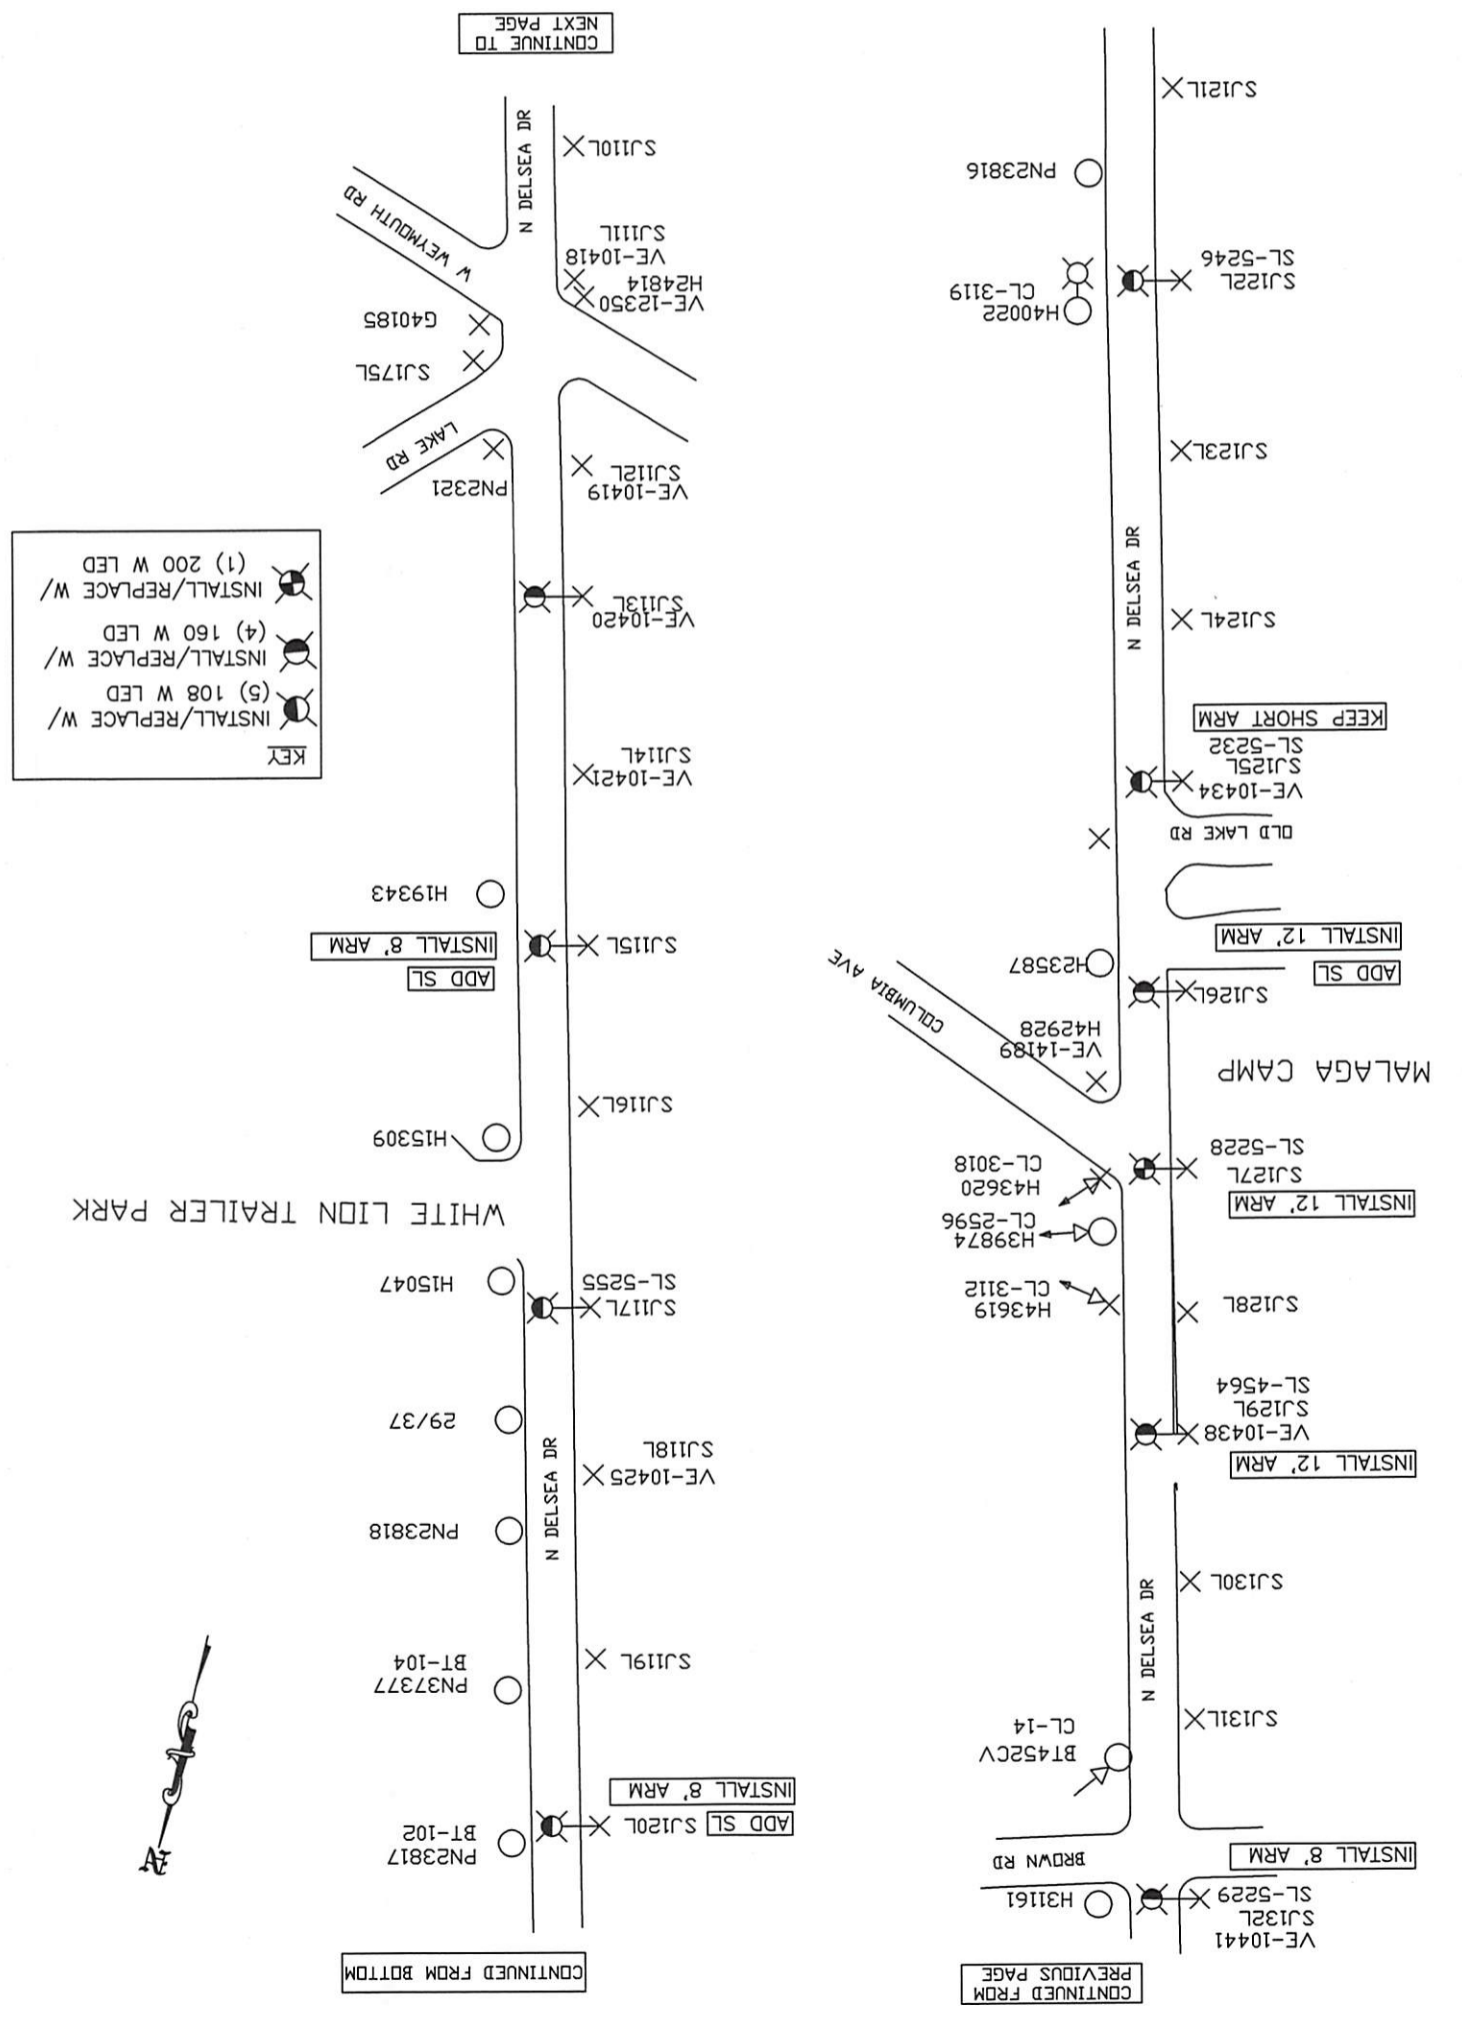 CONTINUED FROM
PREVIOUS PAGE
VE-10441
SJ132L
SL-5229
INSTALL 8' ARM
H31161
BROWN RD
BT452CV
CL-14
SJ131L
N DELSEA DR
SJ130L
INSTALL 12' ARM
VE-10438
SJ129L
SL-4564
SJ128L
H43619
CL-3112
H39874
CL-2596
H43620
CL-3018
INSTALL 12' ARM
SJ127L
SL-5228
MALAGA CAMP
VE-14189
H42928
COLUMBIA AVE
SJ126L
ADD SL
INSTALL 12' ARM
H23587
OLD LAKE RD
VE-10434
SJ125L
SL-5232
KEEP SHORT ARM
SJ124L
N DELSEA DR
SJ123L
SJ122L
SL-5246
H40022
CL-3119
PN23816
SJ121L
CONTINUED FROM BOTTOM
PN23817
BT-102
SJ120L
ADD SL
INSTALL 8' ARM
PN37377
BT-104
SJ119L
PN23818
N DELSEA DR
VE-10425
SJ118L
29/37
SJ117L
SL-5255
H15047
WHITE LION TRAILER PARK
H15309
SJ116L
ADD SL
INSTALL 8' ARM
SJ115L
H19343
VE-10421
SJ114L
VE-10420
SJ113L
VE-10419
SJ112L
PN2321
LAKE RD
SJ175L
G40185
W WEYMOUTH RD
VE-12350
H24814
VE-10418
SJ111L
N DELSEA DR
SJ110L
CONTINUE TO
NEXT PAGE
KEY
INSTALL/REPLACE W/
(5) 108 W LED
INSTALL/REPLACE W/
(4) 160 W LED
INSTALL/REPLACE W/
(1) 200 W LED